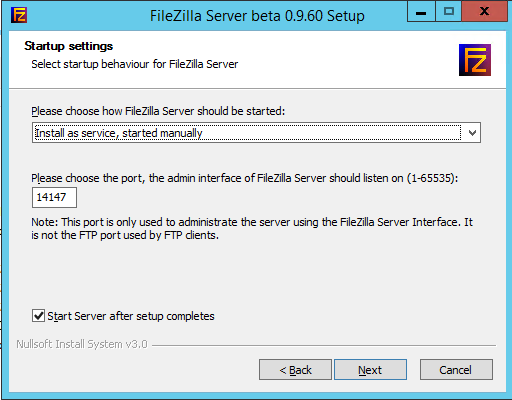 FileZilla Server beta 0.9.60 Setup
Startup settings
Select startup behaviour for FileZilla Server
Please choose how FileZilla Server should be started:
Install as service, started manually
Please choose the port, the admin interface of FileZilla Server should listen on (1-65535):
14147
Note: This port is only used to administrate the server using the FileZilla Server Interface. It
is not the FTP port used by FTP clients.
Start Server after setup completes
Nullsoft Install System v3.0
< Back
Next
Cancel